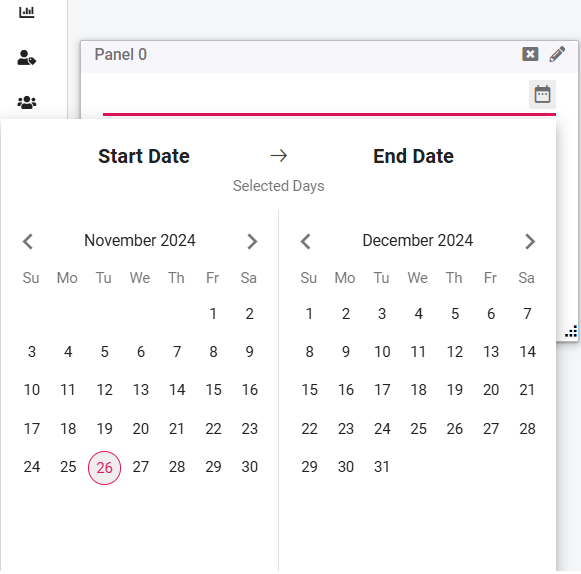 Panel 0
Start Date → End Date
Selected Days
November 2024
Su Mo Tu We Th Fr Sa
1 2
3 4 5 6 7 8 9
10 11 12 13 14 15 16
17 18 19 20 21 22 23
24 25 26 27 28 29 30
December 2024
Su Mo Tu We Th Fr Sa
1 2 3 4 5 6 7
8 9 10 11 12 13 14
15 16 17 18 19 20 21
22 23 24 25 26 27 28
29 30 31